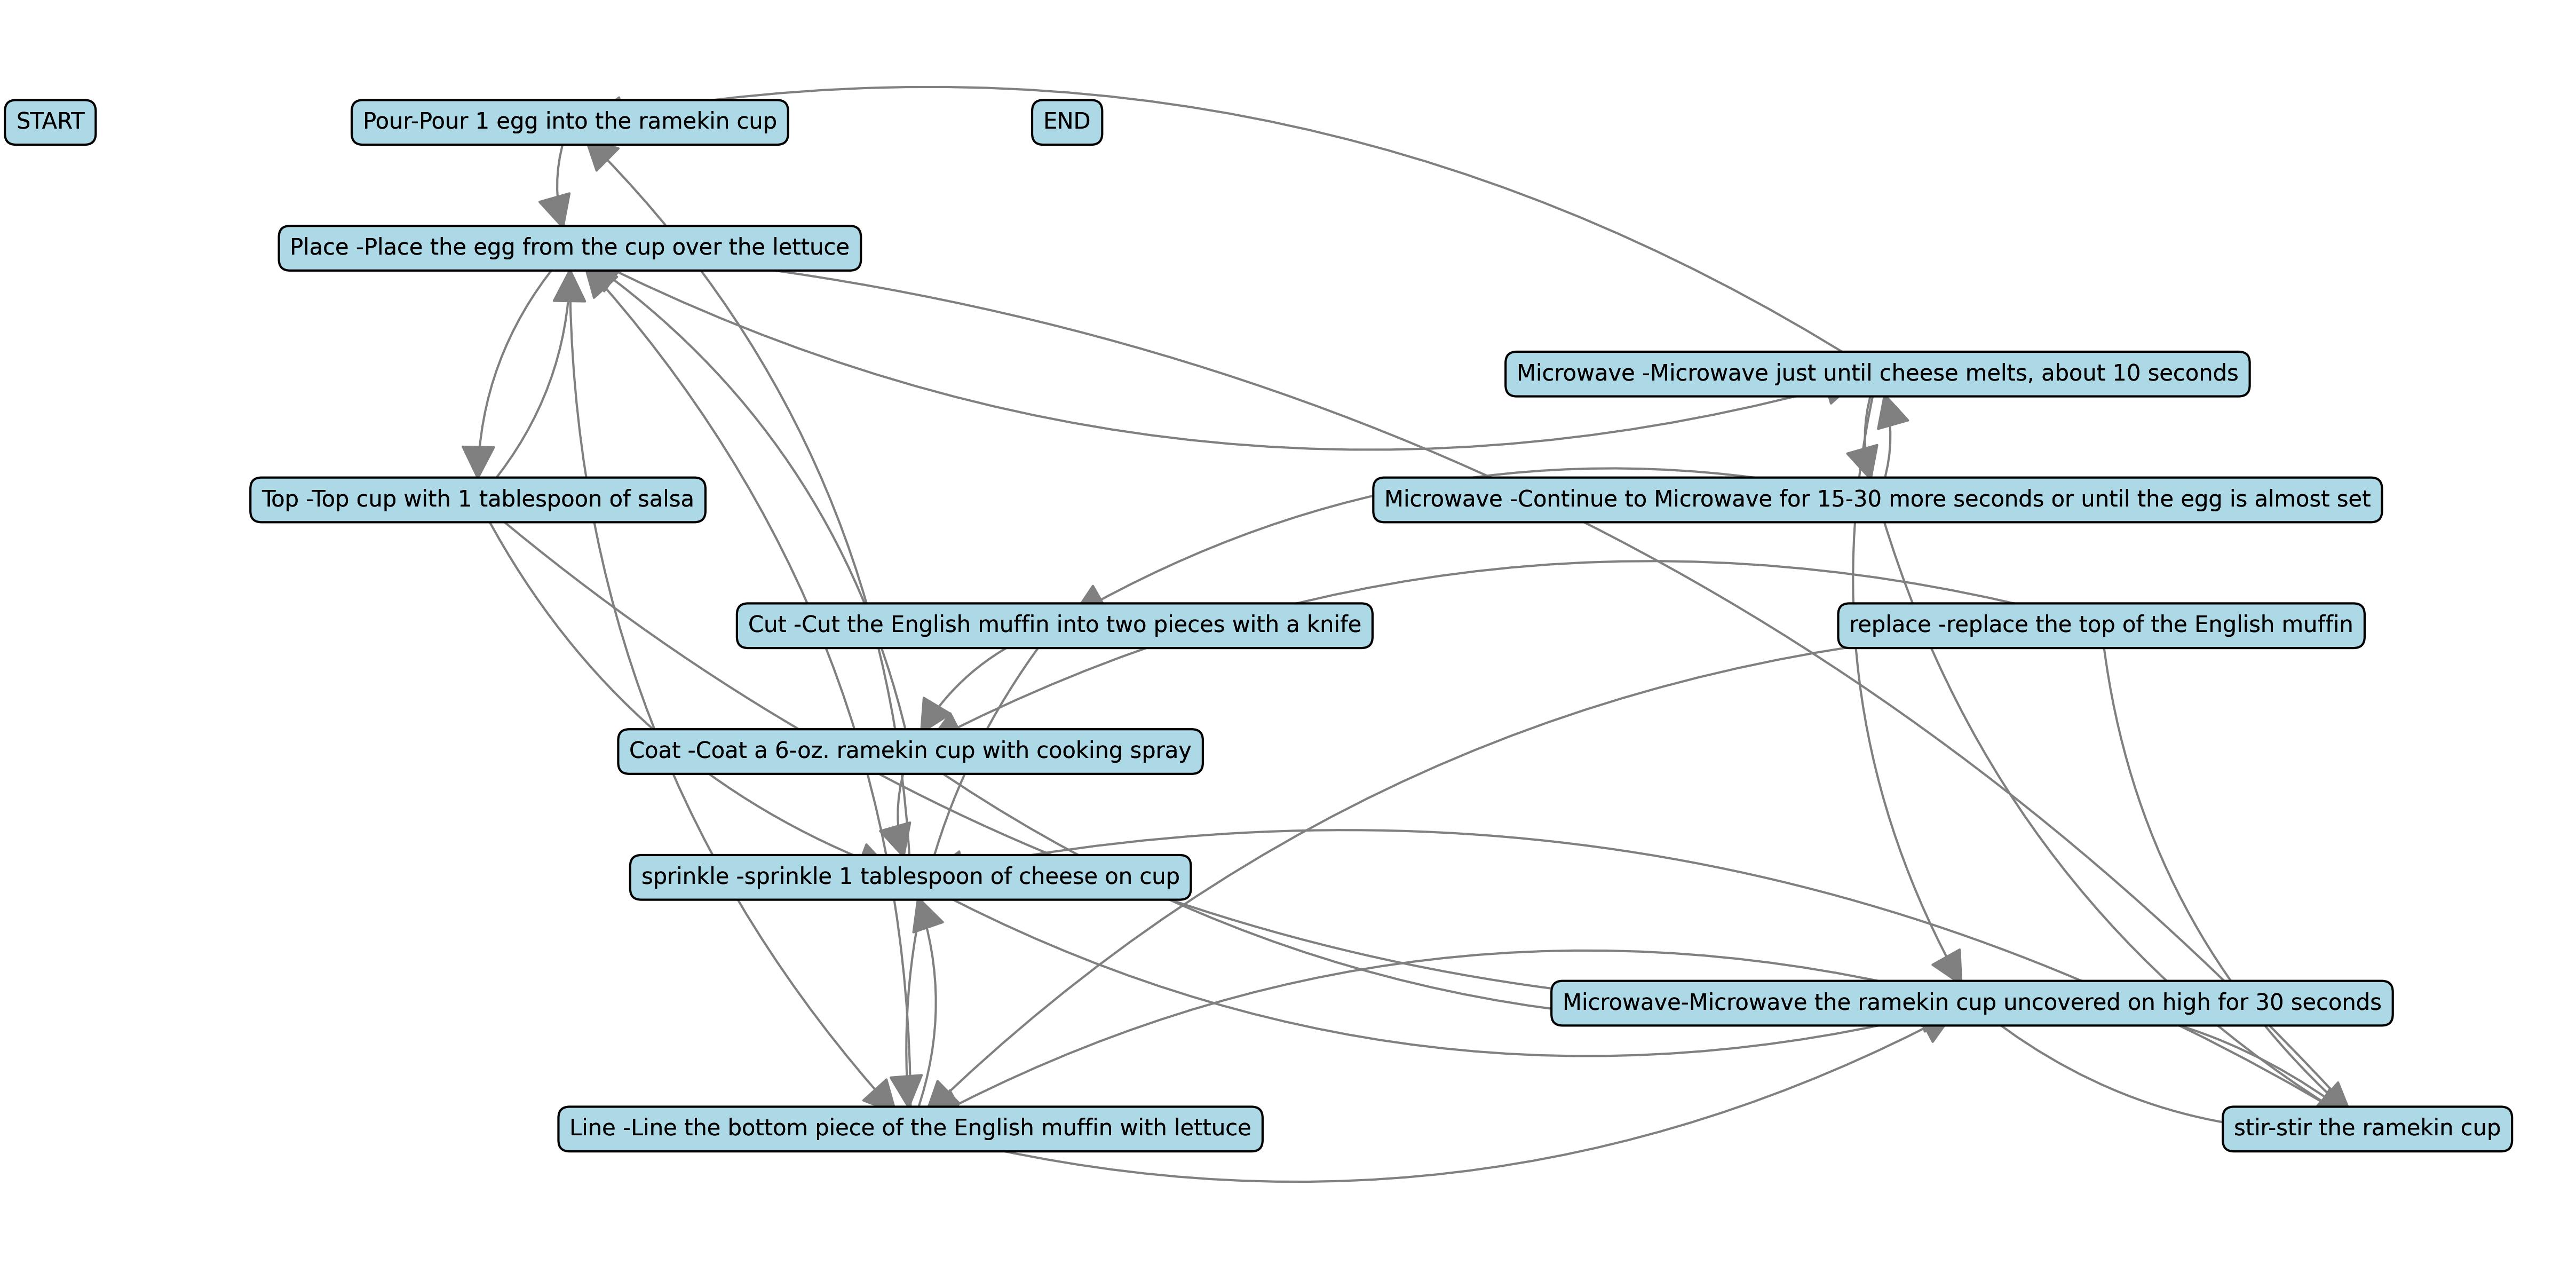 START
Pour-Pour 1 egg into the ramekin cup
END
Place -Place the egg from the cup over the lettuce
Microwave -Microwave just until cheese melts, about 10 seconds
Top -Top cup with 1 tablespoon of salsa
Microwave -Continue to Microwave for 15-30 more seconds or until the egg is almost set
Cut -Cut the English muffin into two pieces with a knife
replace -replace the top of the English muffin
Coat -Coat a 6-oz. ramekin cup with cooking spray
sprinkle -sprinkle 1 tablespoon of cheese on cup
Microwave-Microwave the ramekin cup uncovered on high for 30 seconds
Line -Line the bottom piece of the English muffin with lettuce
stir-stir the ramekin cup